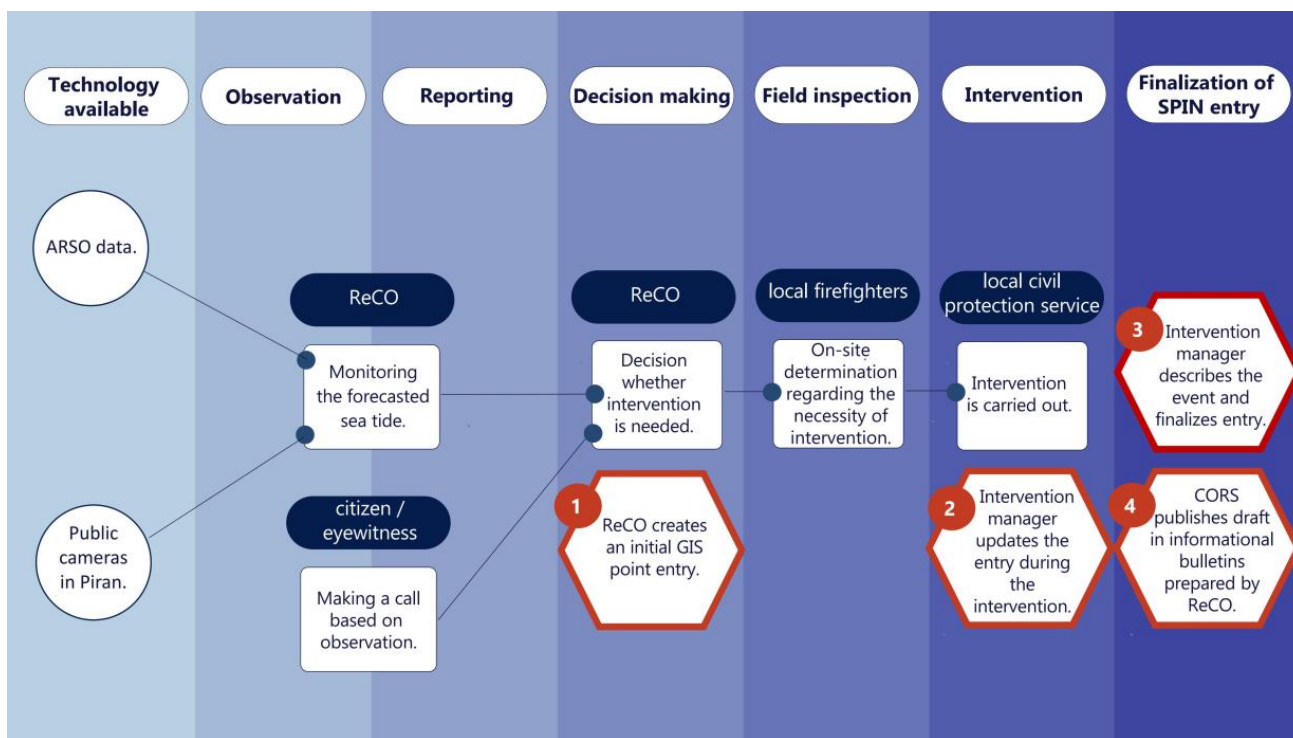 Technology
available
Observation
Reporting
Decision making
Field inspection
Intervention
Finalization of
SPIN entry
ARSO data.
Public
cameras
in Piran.
ReCO
Monitoring
the forecasted
sea tide.
citizen /
eyewitness
Making a call
based on
observation.
ReCO
Decision
whether
intervention
is needed.
1
ReCO creates
an initial GIS
point entry.
local firefighters
On-site
determination
regarding the
necessity of
intervention.
local civil
protection service
Intervention
is carried out.
2
Intervention
manager
updates the
entry during
the
intervention.
3
Intervention
manager
describes the
event and
finalizes entry.
4
CORS
publishes draft
in informational
bulletins
prepared by
ReCO.